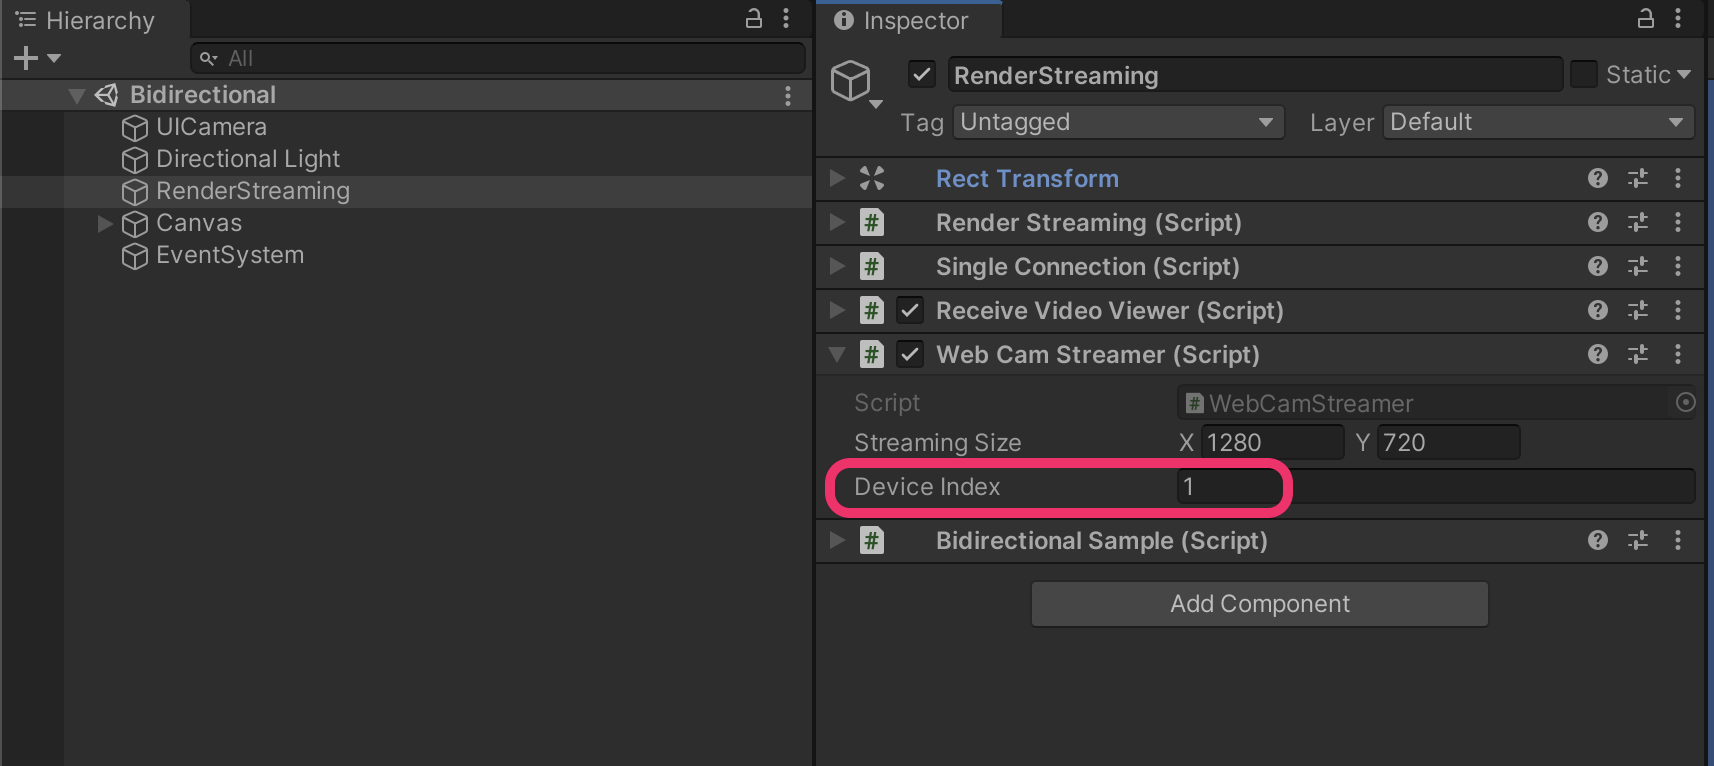 Hierarchy
All
Bidirectional
UICamera
Directional Light
RenderStreaming
Canvas
EventSystem
Inspector
RenderStreaming
Static
Tag Untagged Layer Default
Rect Transform
# Render Streaming (Script)
# Single Connection (Script)
# Receive Video Viewer (Script)
# Web Cam Streamer (Script)
Script # WebCamStreamer
Streaming Size X 1280 Y 720
Device Index 1
# Bidirectional Sample (Script)
Add Component